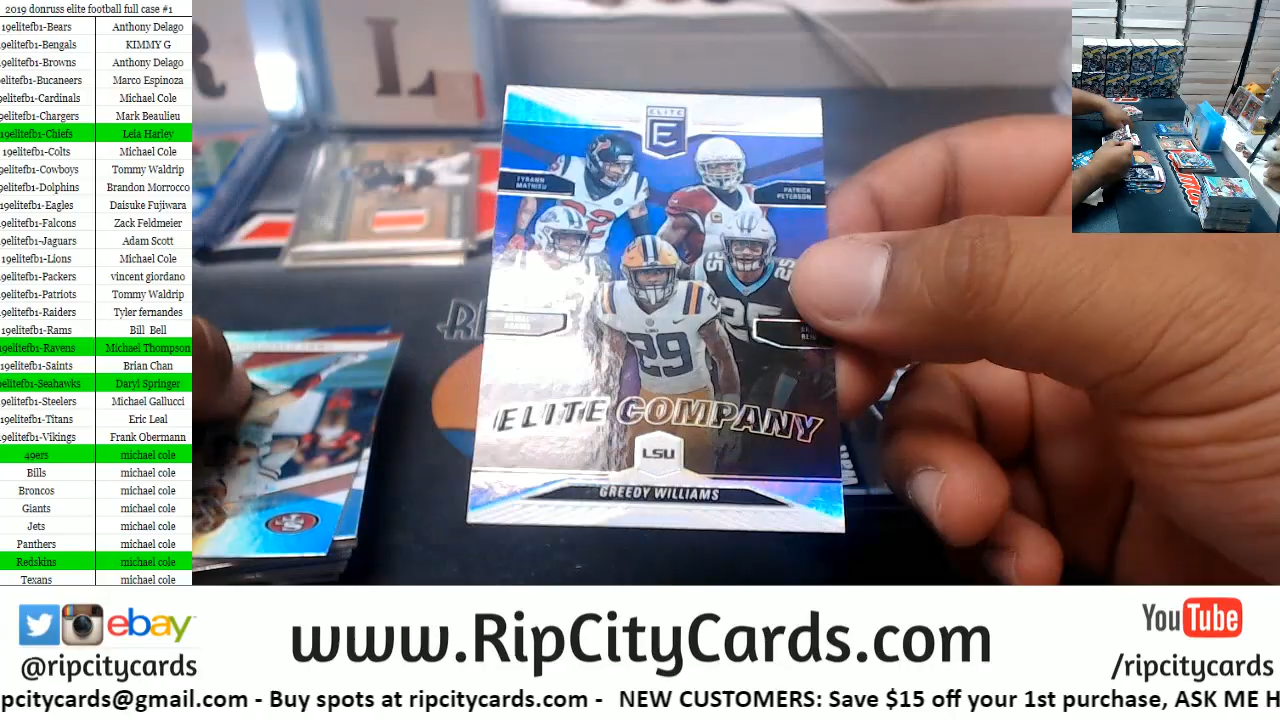 2019 donruss elite football full case #1
19elitefb1-Bears Anthony Delago
19elitefb1-Bengals KIMMY G
19elitefb1-Browns Anthony Delago
elitefb1-Bucaneers Marco Espinoza
9elitefb1-Cardinals Michael Cole
9elitefb1-Chargers Mark Beaulieu
19elitefb1-Chiefs Leia Harley
19elitefb1-Colts Michael Cole
9elitefb1-Cowboys Tommy Waldrip
9elitefb1-Dolphins Brandon Morrocco
19elitefb1-Eagles Daisuke Fujiwara
19elitefb1-Falcons Zack Feldmeier
19elitefb1-Jaguars Adam Scott
19elitefb1-Lions Michael Cole
19elitefb1-Packers vincent giordano
19elitefb1-Patriots Tommy Waldrip
19elitefb1-Raiders Tyler fernandes
19elitefb1-Rams Bill Bell
19elitefb1-Ravens Michael Thompson
19elitefb1-Saints Brian Chan
elitefb1-Seahawks Daryl Springer
19elitefb1-Steelers Michael Gallucci
19elitefb1-Titans Eric Leal
19elitefb1-Vikings Frank Obermann
49ers michael cole
Bills michael cole
Broncos michael cole
Giants michael cole
Jets michael cole
Panthers michael cole
Redskins michael cole
Texans michael cole
R L
ELITE
E
TYRANN
MATHIEU
PATRICK
PETERSON
25 25
29
ELITE COMPANY
LSU
GREEDY WILLIAMS
ebay
@ripcitycards
www.RipCityCards.com
YouTube
/ripcitycards
pcitycards@gmail.com - Buy spots at ripcitycards.com - NEW CUSTOMERS: Save $15 off your 1st purchase, ASK ME H